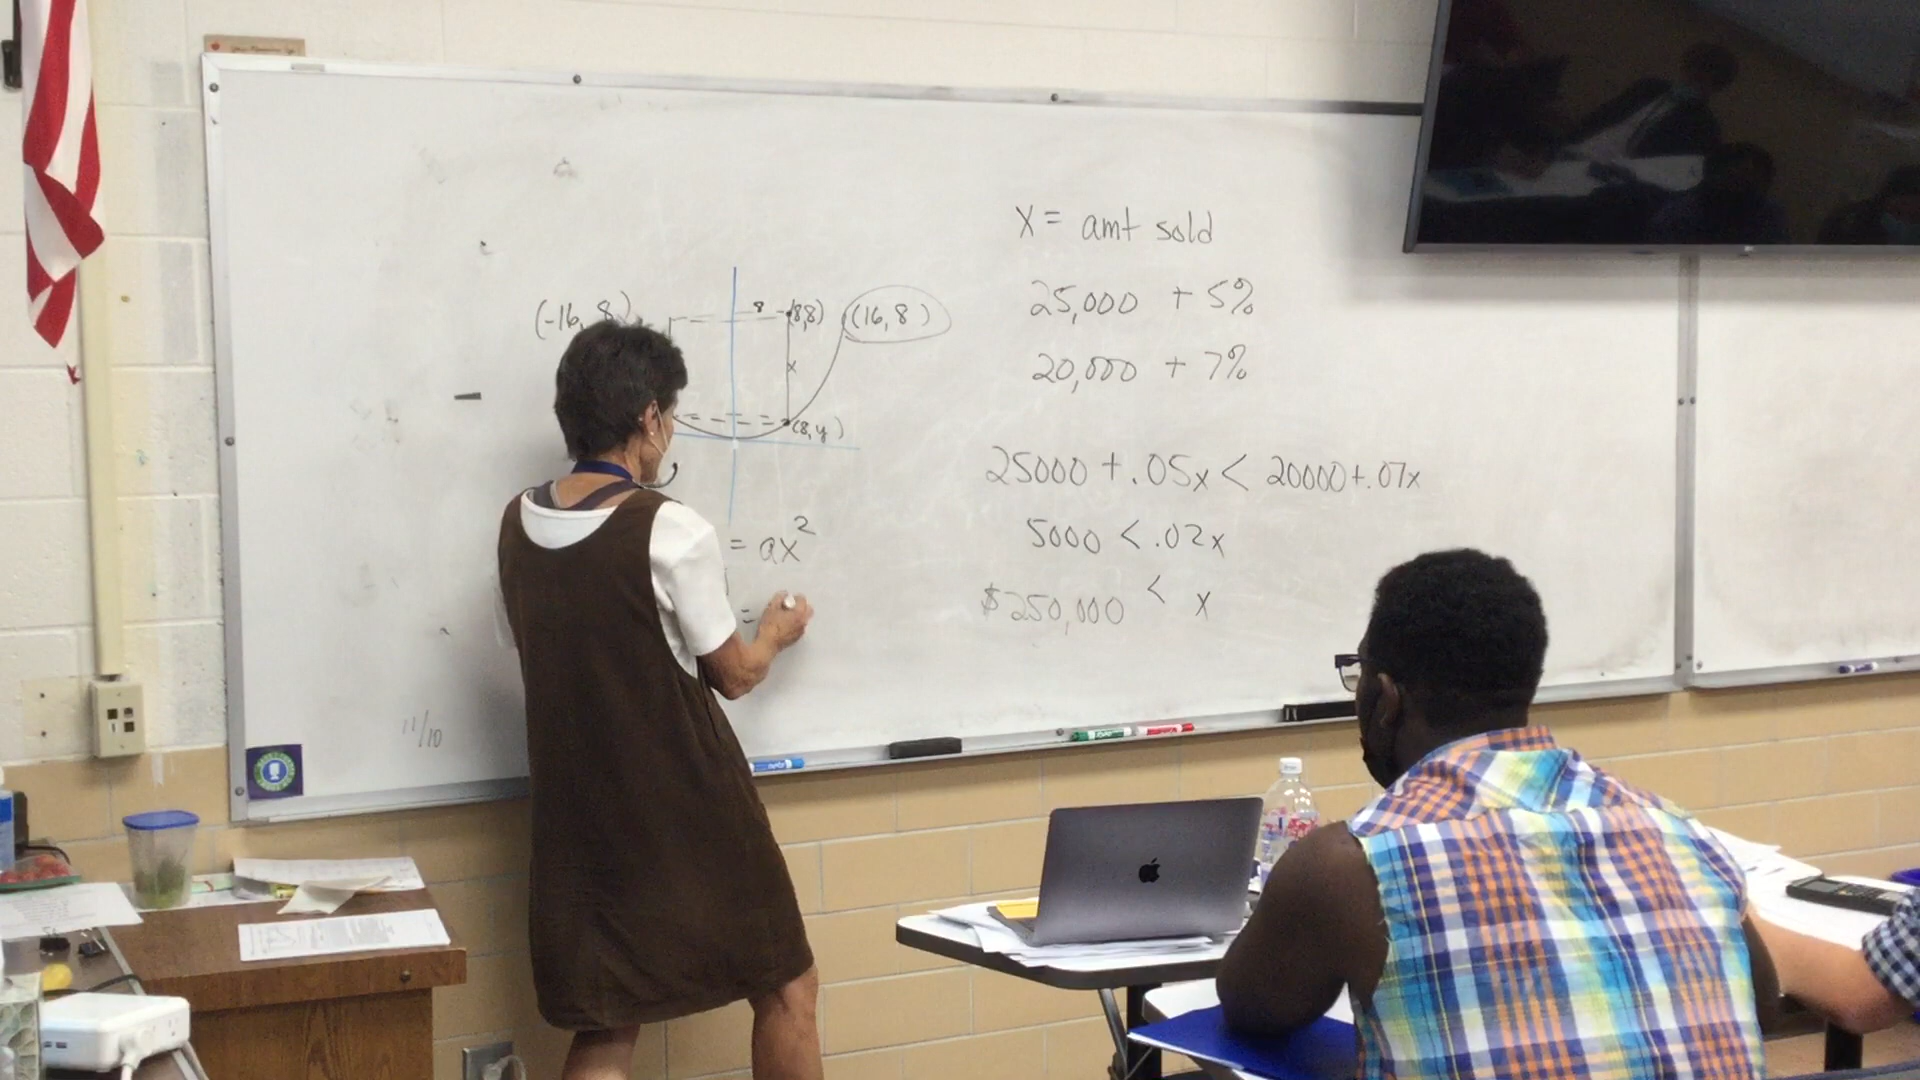 (-16, 8)
8
(8,8)
(16,8)
x
(8,y)
= ax²
=
11/10
x = amt sold
25,000 + 5%
20,000 + 7%
25000 + .05x < 20000 + .07x
5000 < .02x
$250,000 < x